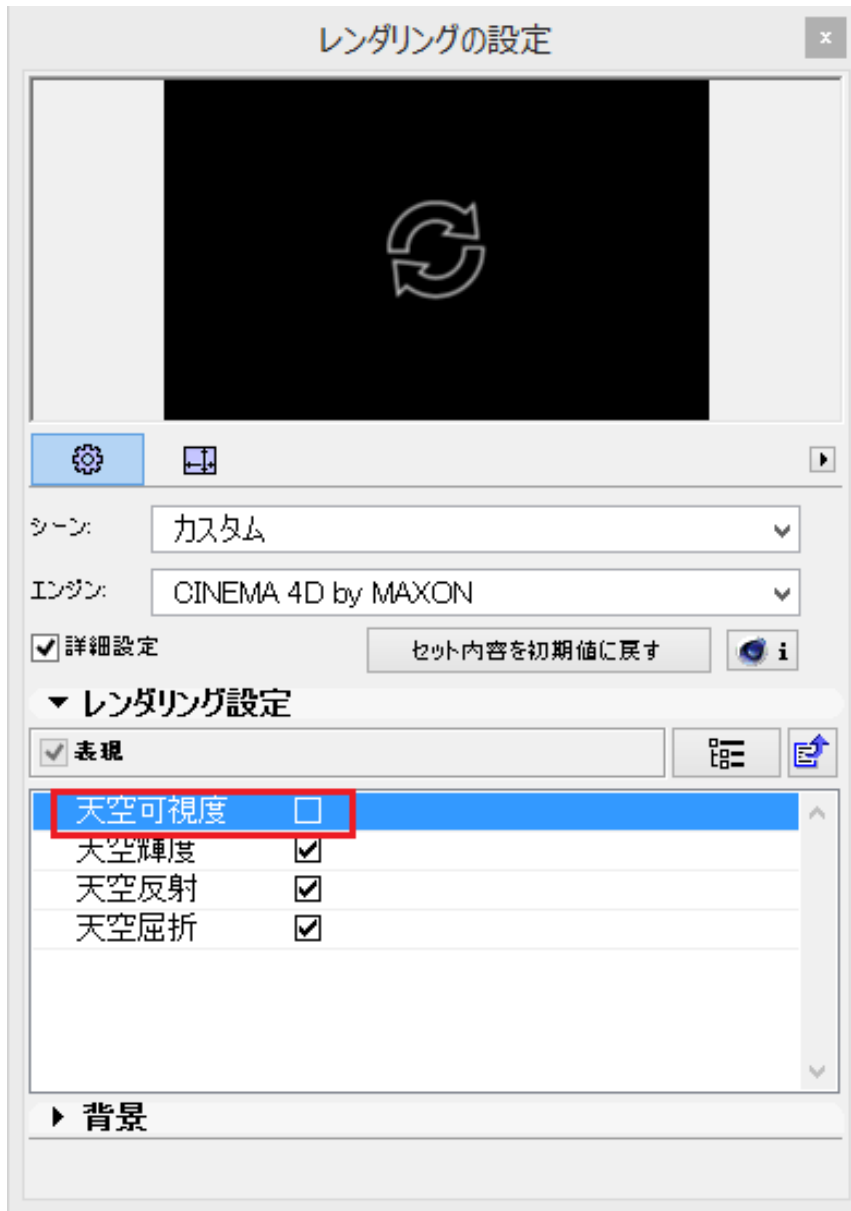 レンダリングの設定
x
シーン: カスタム
エンジン: CINEMA 4D by MAXON
詳細設定 セット内容を初期値に戻す i
レンダリング設定
表現
天空可視度
天空輝度
天空反射
天空屈折
背景